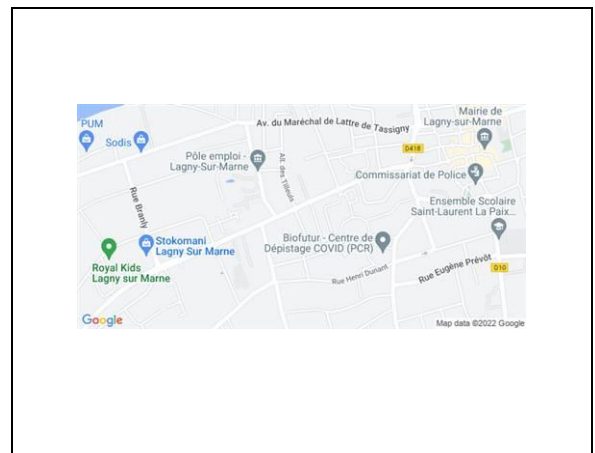 PUM
Sodis
Av. du Maréchal de Lattre de Tassigny
Mairie de
Lagny-sur-Marne
D418
Pôle emploi -
Lagny-Sur-Marne
All. des Tilleuls
Commissariat de Police
Rue Branly
Ensemble Scolaire
Saint-Laurent La Paix...
Stokomani
Lagny Sur Marne
Biofutur - Centre de
Dépistage COVID (PCR)
Royal Kids
Lagny sur Marne
Rue Henri Dunant
Rue Eugène Prévôt
D10
Google
Map data ©2022 Google